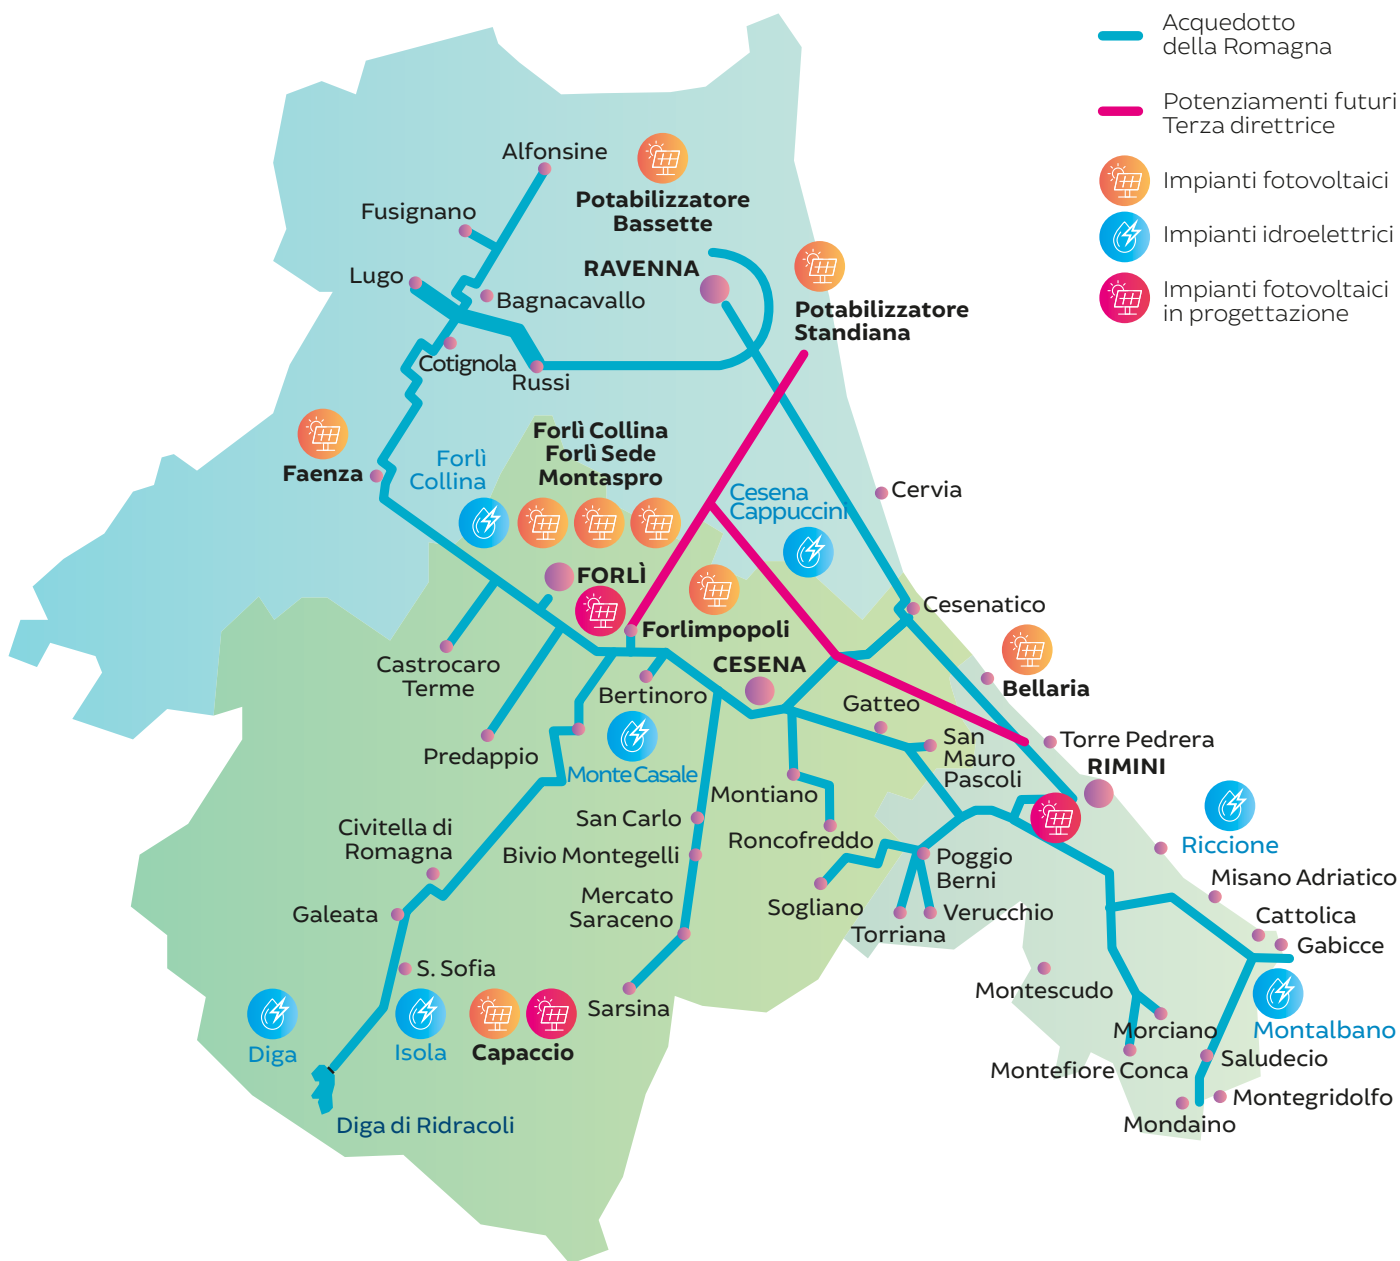 Acquedotto
della Romagna
Potenziamenti futuri
Terza direttrice
Impianti fotovoltaici
Impianti idroelettrici
Impianti fotovoltaici
in progettazione
Alfonsine
Potabilizzatore
Bassette
Fusignano
RAVENNA
Lugo
Bagnacavallo
Potabilizzatore
Standiana
Cotignola
Russi
Forlì Collina
Forlì Sede
Montaspro
Faenza
Forlì
Collina
Cesena
Cappuccini
Cervia
FORLÌ
Cesenatico
Forlimpopoli
Castrocaro
Terme
CESENA
Bertinoro
Bellaria
Gatteo
Predappio
San
Mauro
Pascoli
Torre Pedrera
RIMINI
Monte Casale
Montiano
San Carlo
Civitella di
Romagna
Roncofreddo
Bivio Montegelli
Riccione
Poggio
Berni
Misano Adriatico
Mercato
Saraceno
Sogliano
Verucchio
Galeata
Torriana
Cattolica
Gabicce
S. Sofia
Montescudo
Sarsina
Morciano
Montalbano
Diga
Isola
Capaccio
Saludecio
Montefiore Conca
Montegridolfo
Diga di Ridracoli
Mondaino